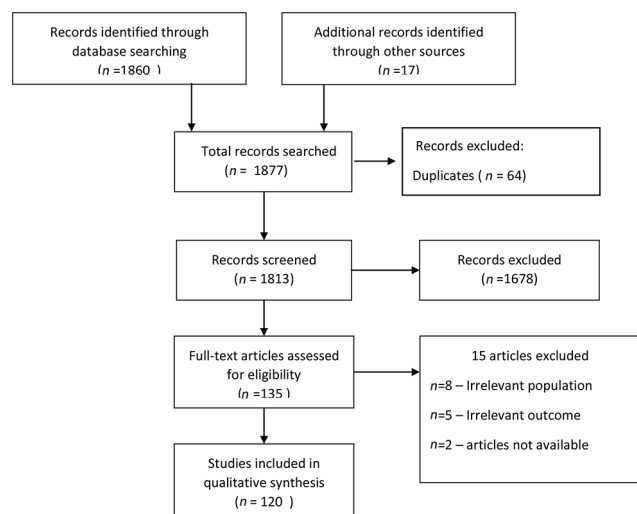 Records identified through
database searching
(n =1860 )
Additional records identified
through other sources
(n =17)
Total records searched
(n = 1877)
Records excluded:
Duplicates ( n = 64)
Records screened
(n = 1813)
Records excluded
(n =1678)
Full-text articles assessed
for eligibility
(n =135)
15 articles excluded
n=8 – Irrelevant population
n=5 – Irrelevant outcome
n=2 – articles not available
Studies included in
qualitative synthesis
(n = 120 )